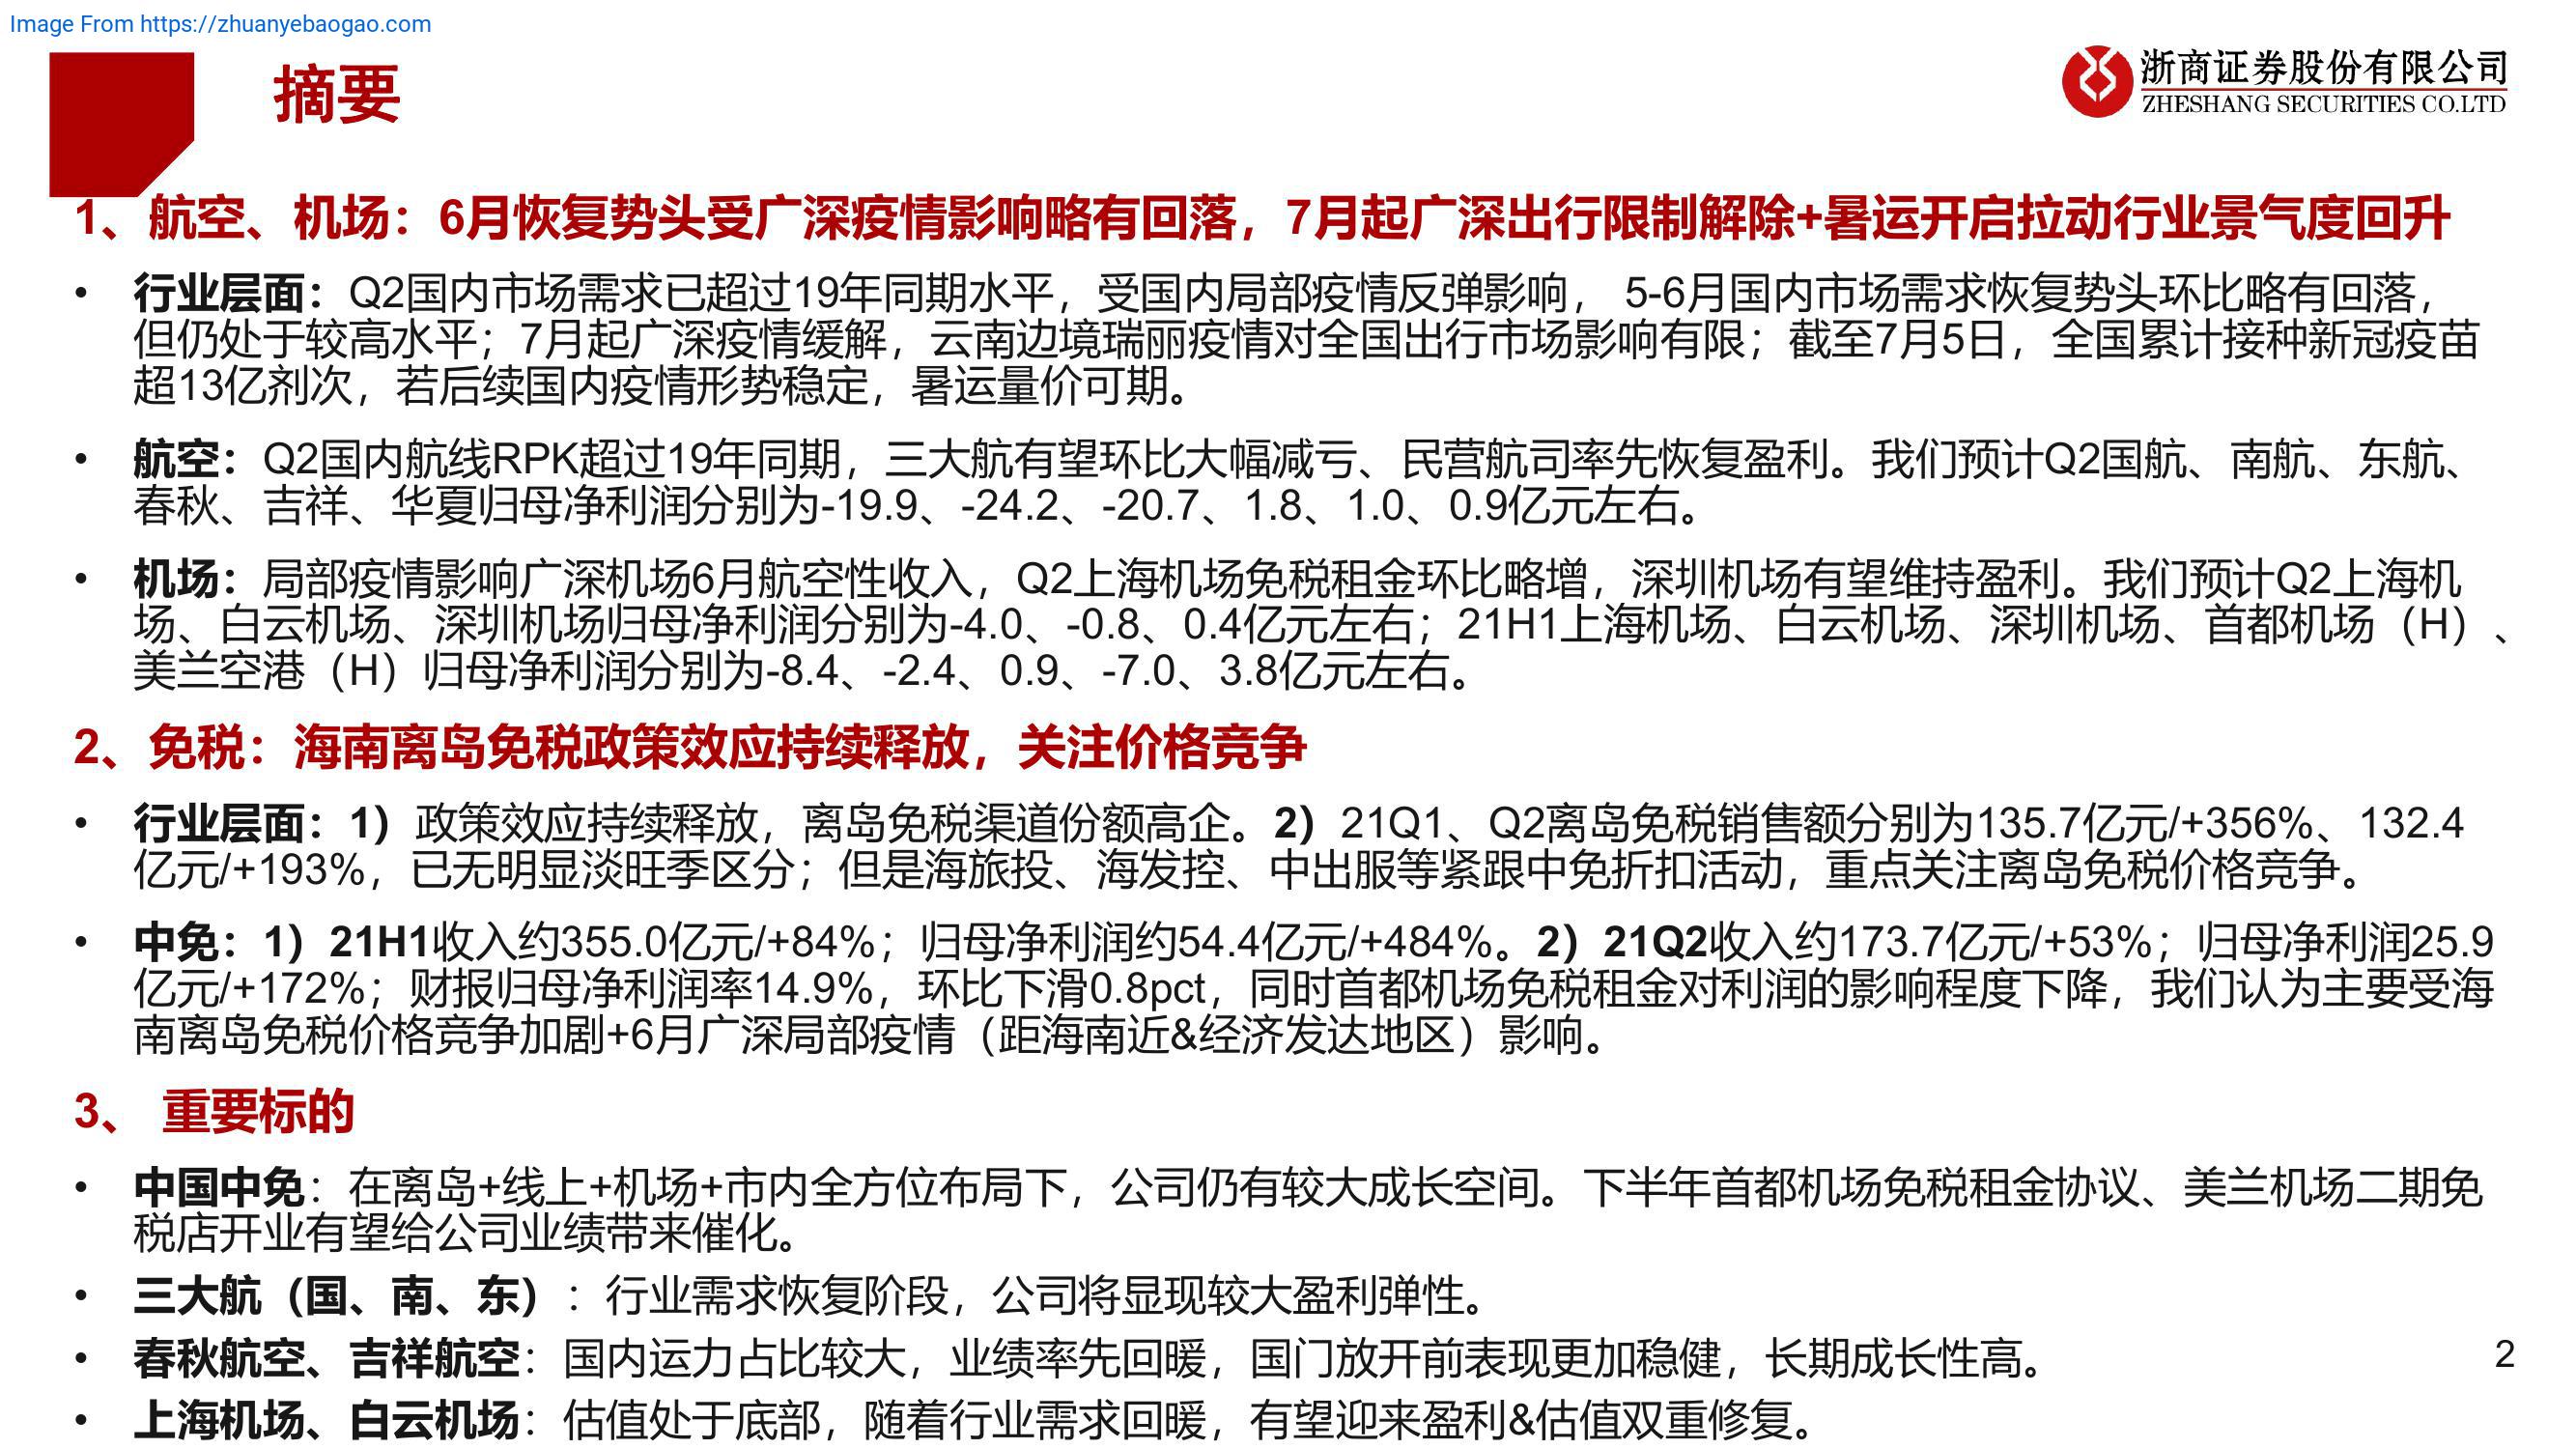 Image From https://zhuanyebaogao.com
摘要
浙商证券股份有限公司
ZHESHANG SECURITIES CO.LTD
1、航空、机场：6月恢复势头受广深疫情影响略有回落，7月起广深出行限制解除+暑运开启拉动行业景气度回升
• 行业层面：Q2国内市场需求已超过19年同期水平，受国内局部疫情反弹影响， 5-6月国内市场需求恢复势头环比略有回落，
但仍处于较高水平；7月起广深疫情缓解，云南边境瑞丽疫情对全国出行市场影响有限；截至7月5日，全国累计接种新冠疫苗
超13亿剂次，若后续国内疫情形势稳定，暑运量价可期。
• 航空：Q2国内航线RPK超过19年同期，三大航有望环比大幅减亏、民营航司率先恢复盈利。我们预计Q2国航、南航、东航、
春秋、吉祥、华夏归母净利润分别为-19.9、-24.2、-20.7、1.8、1.0、0.9亿元左右。
• 机场：局部疫情影响广深机场6月航空性收入，Q2上海机场免税租金环比略增，深圳机场有望维持盈利。我们预计Q2上海机
场、白云机场、深圳机场归母净利润分别为-4.0、-0.8、0.4亿元左右；21H1上海机场、白云机场、深圳机场、首都机场（H）、
美兰空港（H）归母净利润分别为-8.4、-2.4、0.9、-7.0、3.8亿元左右。
2、免税：海南离岛免税政策效应持续释放，关注价格竞争
• 行业层面：1）政策效应持续释放，离岛免税渠道份额高企。2）21Q1、Q2离岛免税销售额分别为135.7亿元/+356%、132.4
亿元/+193%，已无明显淡旺季区分；但是海旅投、海发控、中出服等紧跟中免折扣活动，重点关注离岛免税价格竞争。
• 中免：1）21H1收入约355.0亿元/+84%；归母净利润约54.4亿元/+484%。2）21Q2收入约173.7亿元/+53%；归母净利润25.9
亿元/+172%；财报归母净利润率14.9%，环比下滑0.8pct，同时首都机场免税租金对利润的影响程度下降，我们认为主要受海
南离岛免税价格竞争加剧+6月广深局部疫情（距海南近&经济发达地区）影响。
3、 重要标的
• 中国中免：在离岛+线上+机场+市内全方位布局下，公司仍有较大成长空间。下半年首都机场免税租金协议、美兰机场二期免
税店开业有望给公司业绩带来催化。
• 三大航（国、南、东）：行业需求恢复阶段，公司将显现较大盈利弹性。
• 春秋航空、吉祥航空：国内运力占比较大，业绩率先回暖，国门放开前表现更加稳健，长期成长性高。
2
• 上海机场、白云机场：估值处于底部，随着行业需求回暖，有望迎来盈利&估值双重修复。